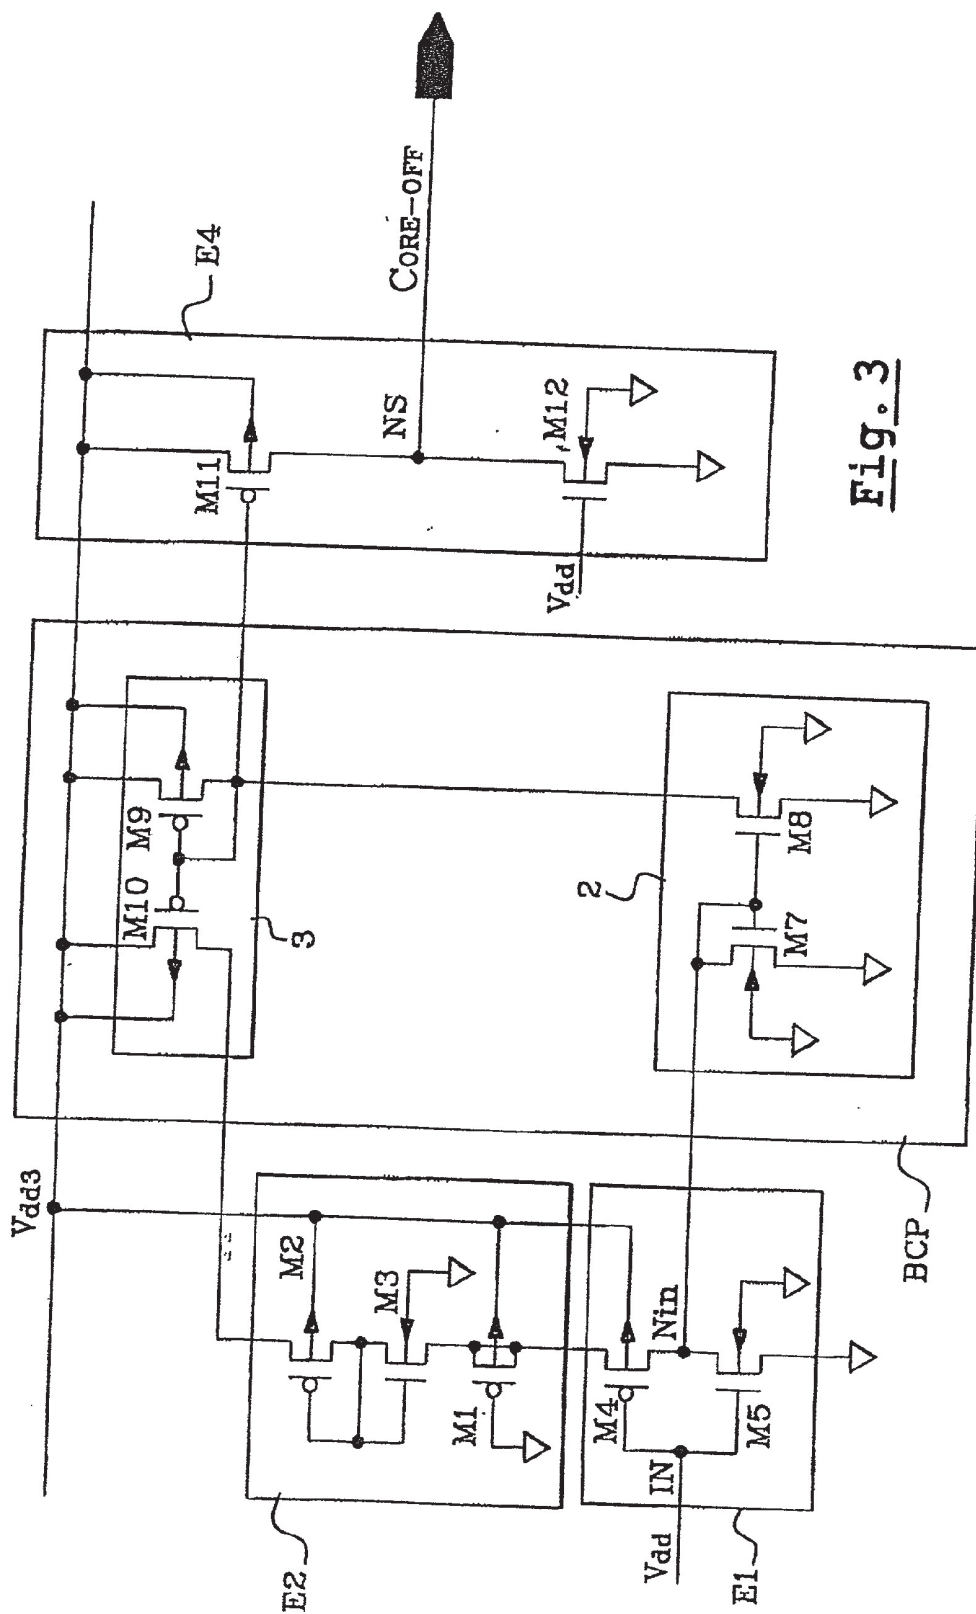 Vdd3
E4
M11
NS
CORE-OFF
M12
Vdd
M10
M9
3
2
M7
M8
BCP
M2
M3
M1
E2
M4
Nin
IN
M5
Vdd
E1
Fig.3